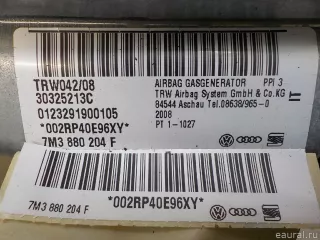 TRW042/08
30325213C
0123291900105
*002RP40E96XY*
7M3 880 204 F
AIRBAG GASGENERATOR PPI 3
TRW Airbag System GmbH & Co.KG
84544 Aschau Tel.08638/965-0
2008
PT 1-1027
IT
*002RP40E96XY*
7M3 880 204 F
eaural.ru